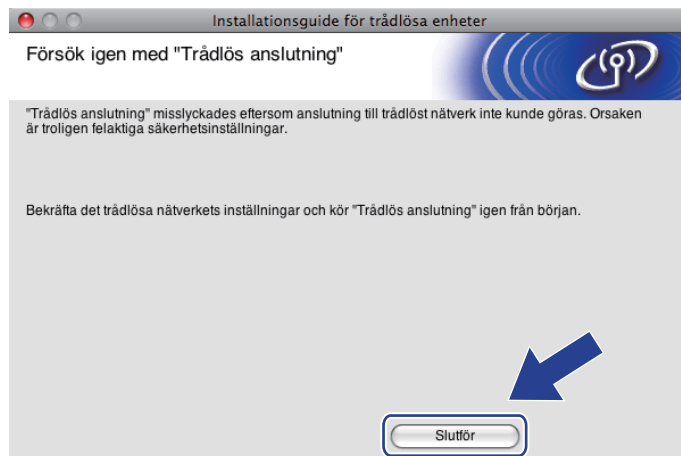 Installationsguide för trådlösa enheter
Försök igen med "Trådlös anslutning"
"Trådlös anslutning" misslyckades eftersom anslutning till trådlöst nätverk inte kunde göras. Orsaken
är troligen felaktiga säkerhetsinställningar.
Bekräfta det trådlösa nätverkets inställningar och kör "Trådlös anslutning" igen från början.
Slutför